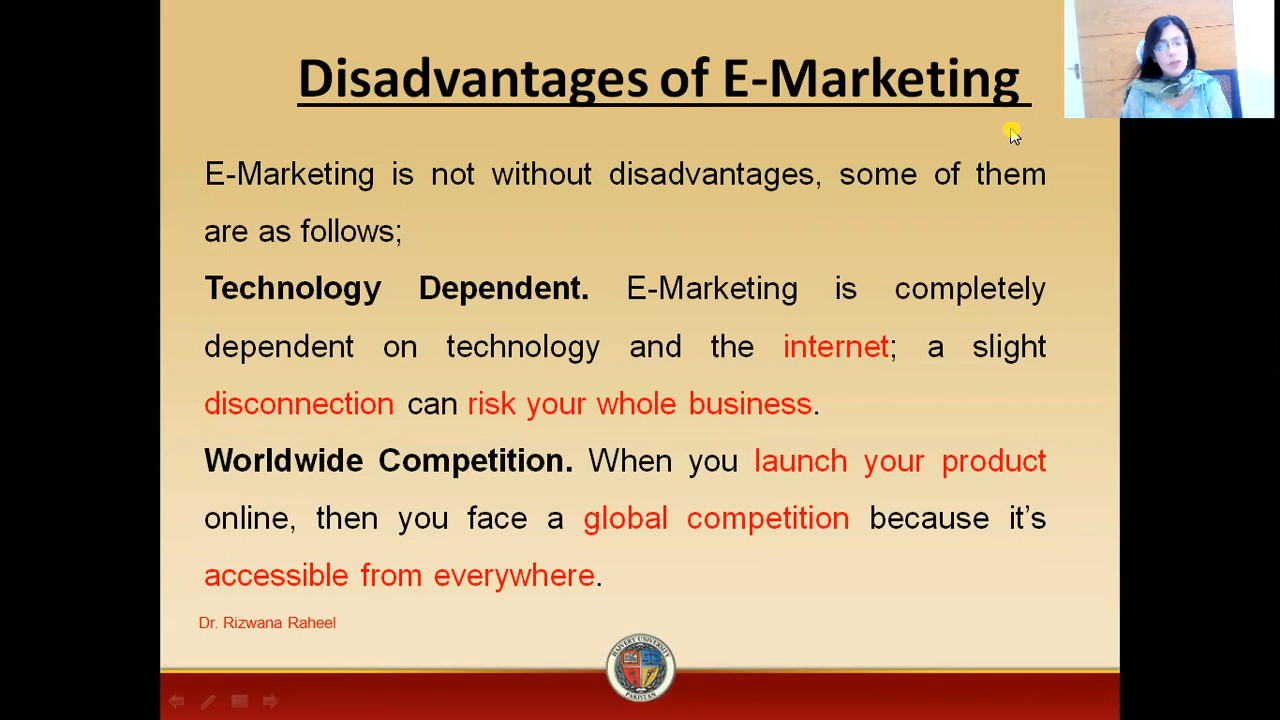 Disadvantages of E-Marketing
E-Marketing is not without disadvantages, some of them
are as follows;
Technology Dependent. E-Marketing is completely
dependent on technology and the internet; a slight
disconnection can risk your whole business.
Worldwide Competition. When you launch your product
online, then you face a global competition because it’s
accessible from everywhere.
Dr. Rizwana Raheel
PAKISTAN